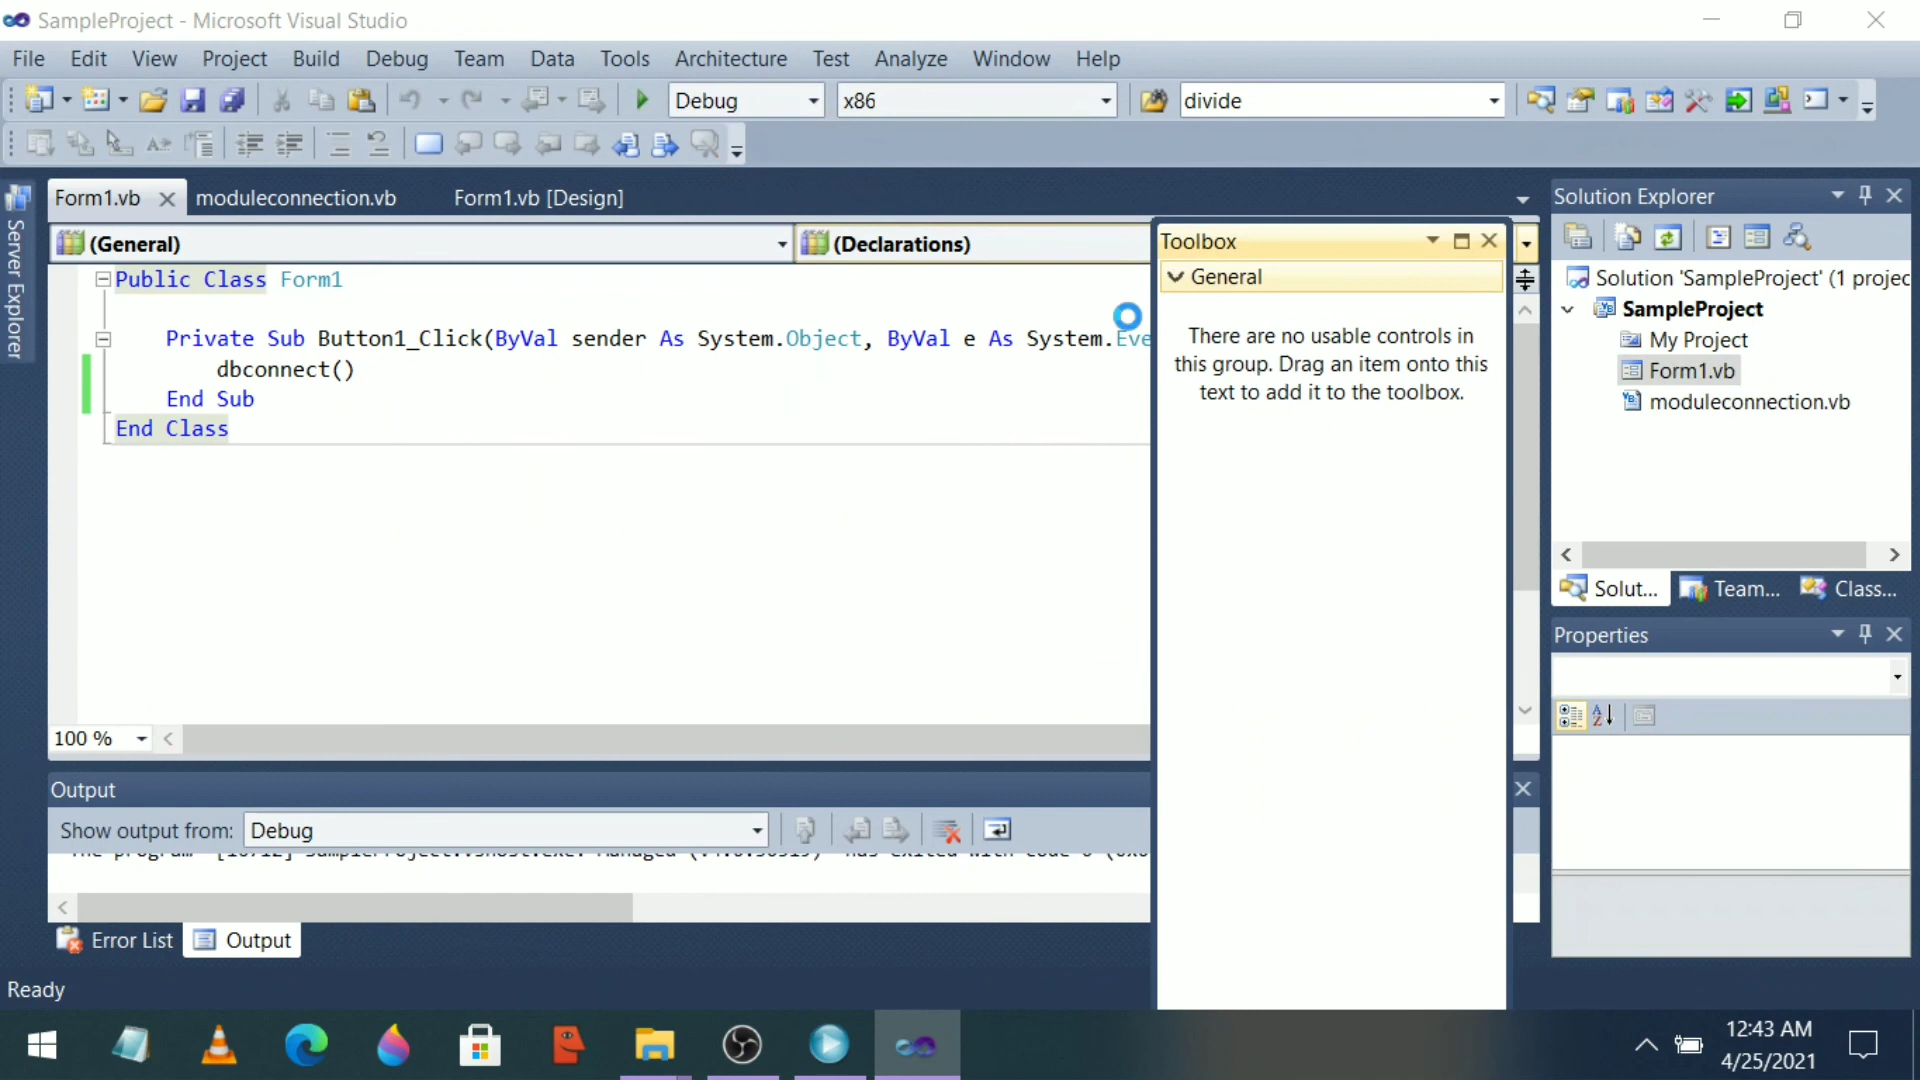 SampleProject - Microsoft Visual Studio
File Edit View Project Build Debug Team Data Tools Architecture Test Analyze Window Help
Debug x86 divide
Form1.vb moduleconnection.vb Form1.vb [Design]
(General) (Declarations)
Public Class Form1
Private Sub Button1_Click(ByVal sender As System.Object, ByVal e As System.Eve
dbconnect()
End Sub
End Class
100 %
Server Explorer
Toolbox
General
There are no usable controls in
this group. Drag an item onto this
text to add it to the toolbox.
Solution Explorer
Solution 'SampleProject' (1 projec
SampleProject
My Project
Form1.vb
moduleconnection.vb
Solut... Team... Class...
Properties
Output
Show output from: Debug
Error List Output
Ready
12:43 AM
4/25/2021